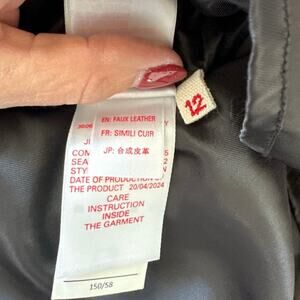 EN: FAUX LEATHER
FR: SIMILI CUIR
JP: 合成皮革
12
DATE OF PRODUCTION
THE PRODUCT 20/04/2024
CARE
INSTRUCTION
INSIDE
THE GARMENT
150/58